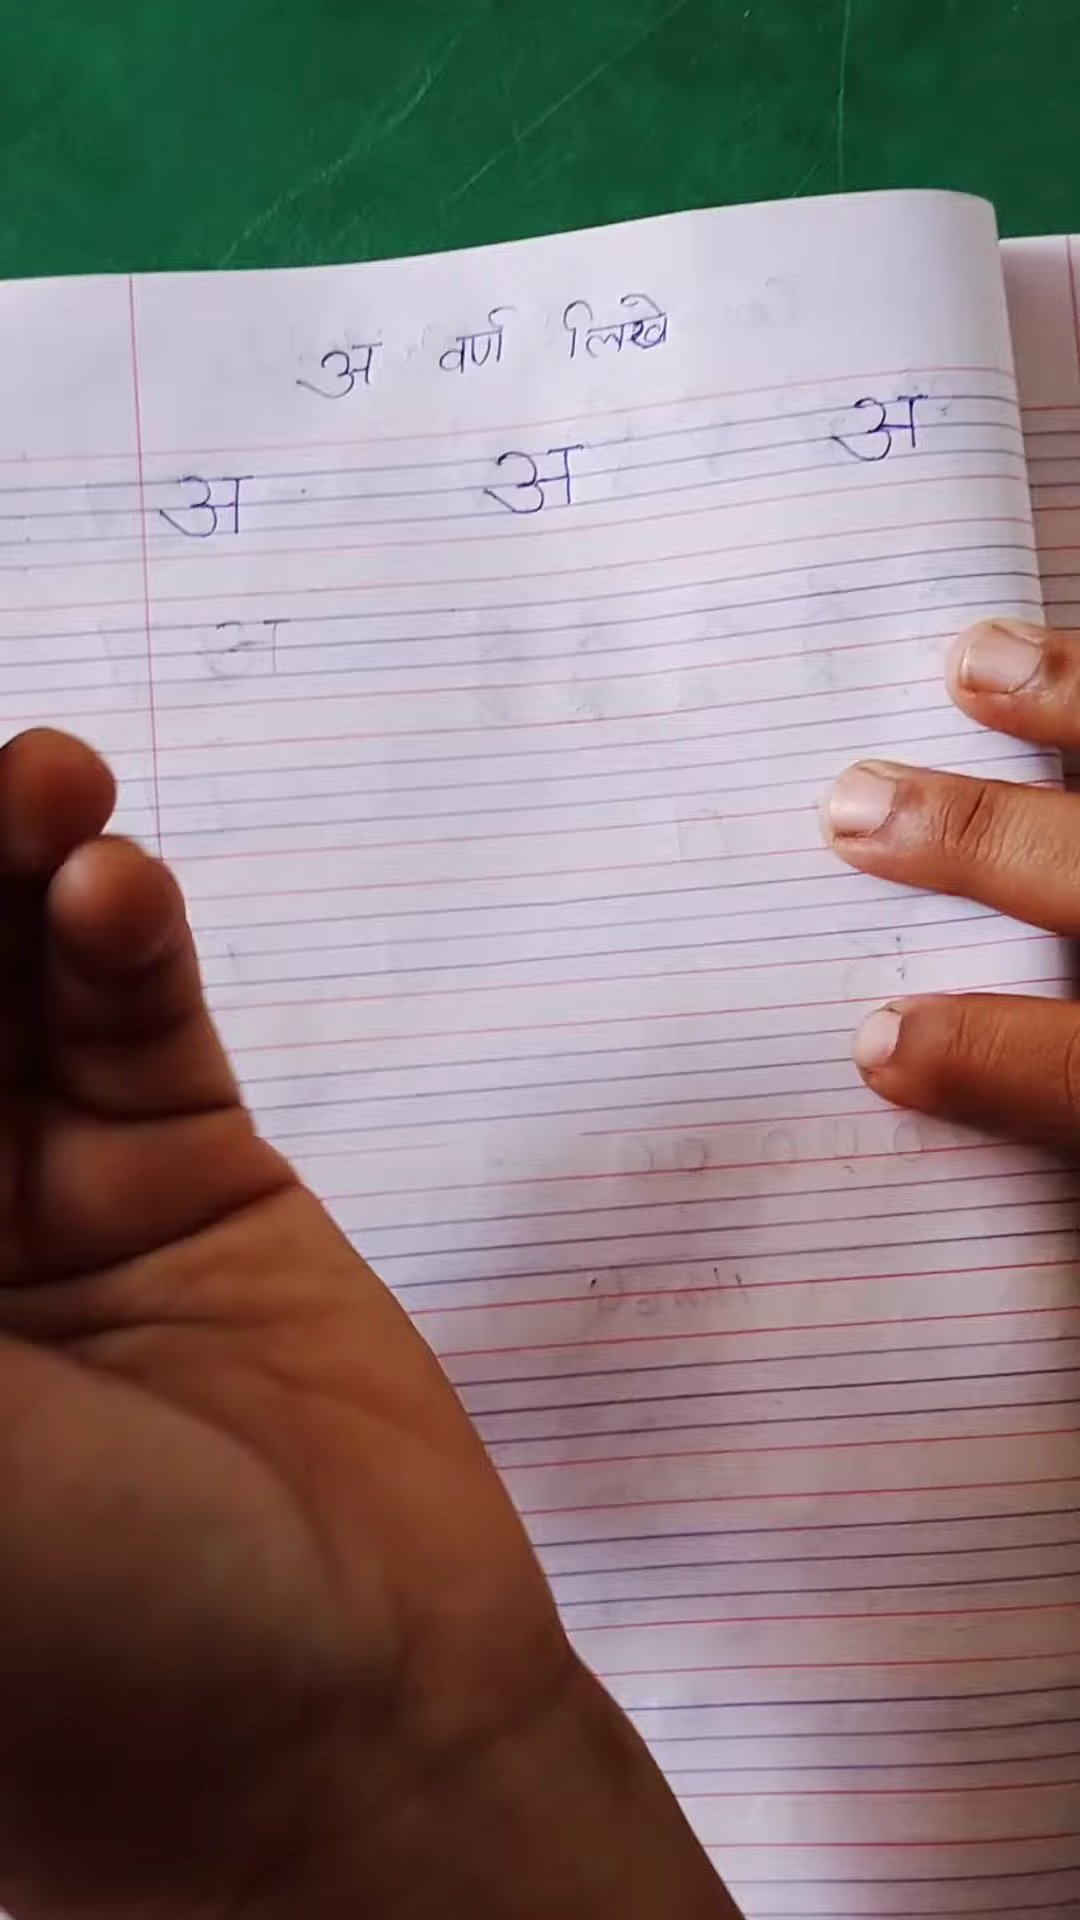 अ वर्ण लिखे
अ अ अ
अ